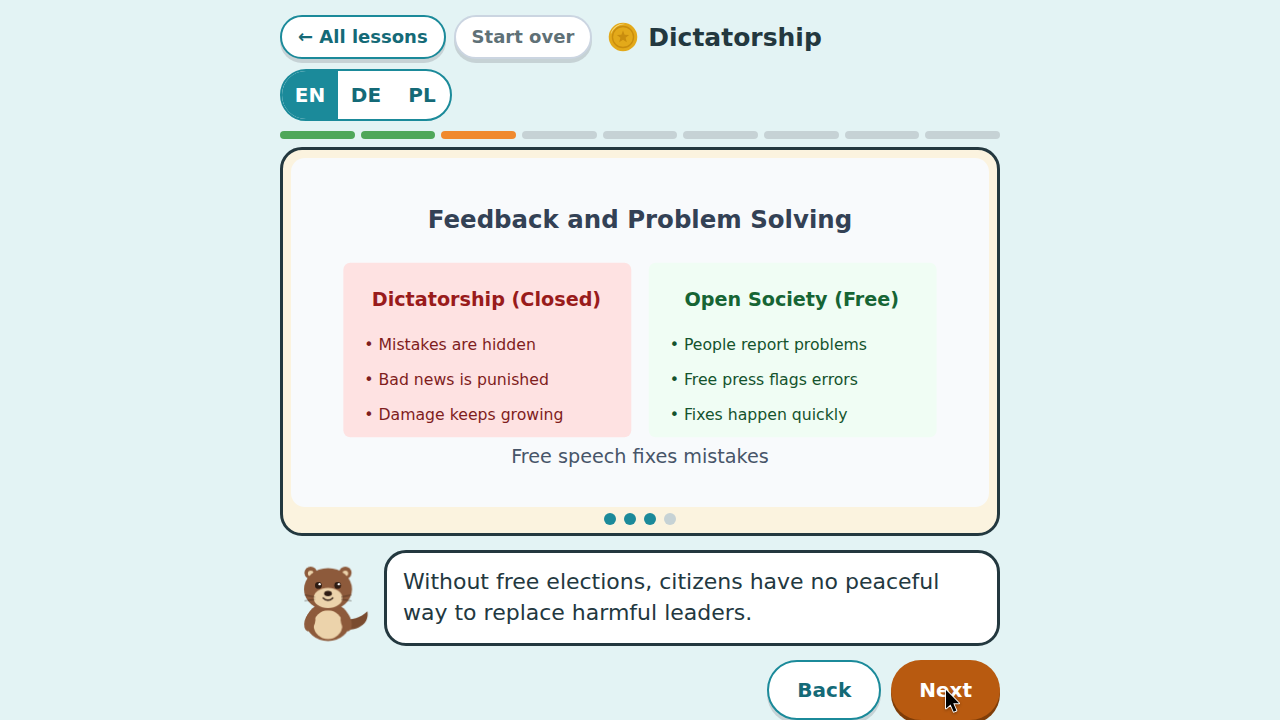 ← All lessons
Start over
Dictatorship
EN
DE
PL
Feedback and Problem Solving
Dictatorship (Closed)
• Mistakes are hidden
• Bad news is punished
• Damage keeps growing
Open Society (Free)
• People report problems
• Free press flags errors
• Fixes happen quickly
Free speech fixes mistakes
Without free elections, citizens have no peaceful
way to replace harmful leaders.
Back
Next